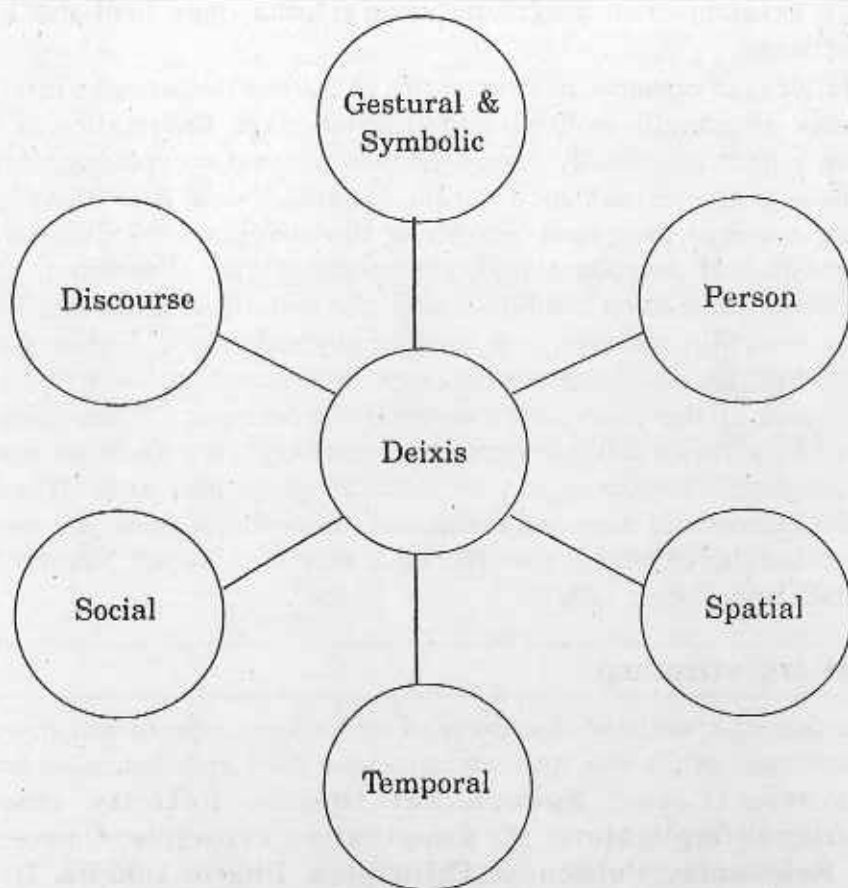 Gestural &
Symbolic
Discourse
Person
Deixis
Social
Spatial
Temporal